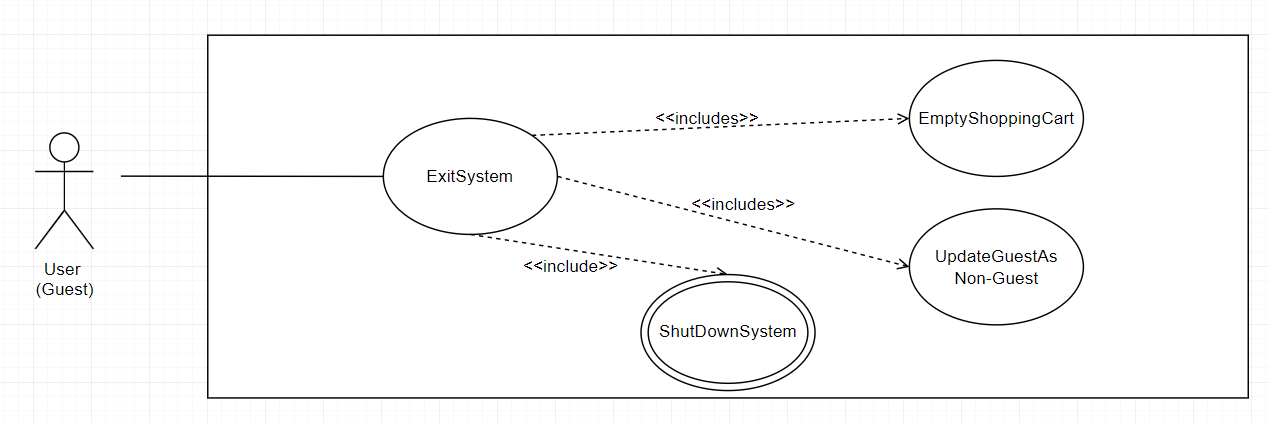 <<includes>>
EmptyShoppingCart
ExitSystem
<<includes>>
UpdateGuestAs
Non-Guest
<<include>>
User
(Guest)
ShutDownSystem